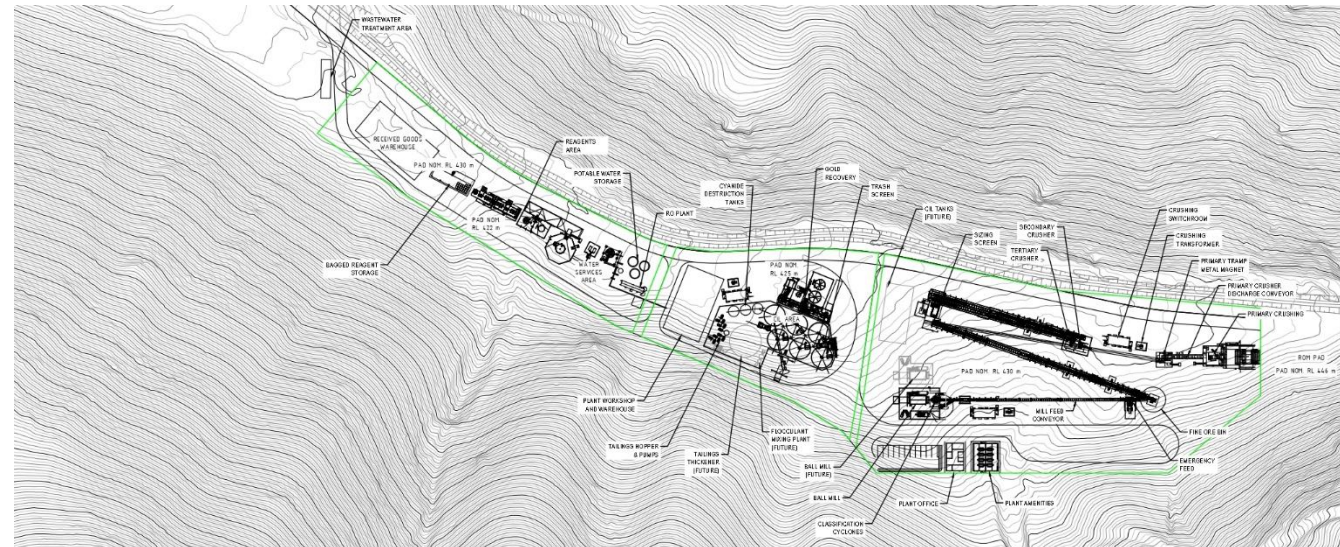 WASTEWATER
TREATMENT AREA
RECEIVED GOODS
WAREHOUSE
PAD NOM. RL 430 m
REAGENTS
AREA
POTABLE WATER
STORAGE
RO PLANT
PAD NOM.
RL 422 m
BAGGED REAGENT
STORAGE
WATER
SERVICES
AREA
CYANIDE
DESTRUCTION
TANKS
GOLD
RECOVERY
TRASH
SCREEN
PAD NOM.
RL 425 m
CIL AREA
CIL TANKS
(FUTURE)
SIZING
SCREEN
SECONDARY
CRUSHER
TERTIARY
CRUSHER
CRUSHING
SWITCHROOM
CRUSHING
TRANSFORMER
PRIMARY TRAMP
METAL MAGNET
PRIMARY CRUSHER
DISCHARGE CONVEYOR
PRIMARY CRUSHING
ROM PAD
PAD NOM. RL 446 m
PAD NOM. RL 430 m
MILL FEED
CONVEYOR
FINE ORE BIN
EMERGENCY
FEED
PLANT WORKSHOP
AND WAREHOUSE
TAILINGS HOPPER
& PUMPS
TAILINGS
THICKENER
(FUTURE)
FLOCCULANT
MIXING PLANT
(FUTURE)
BALL MILL
(FUTURE)
BALL MILL
CLASSIFICATION
CYCLONES
PLANT OFFICE
PLANT AMENITIES